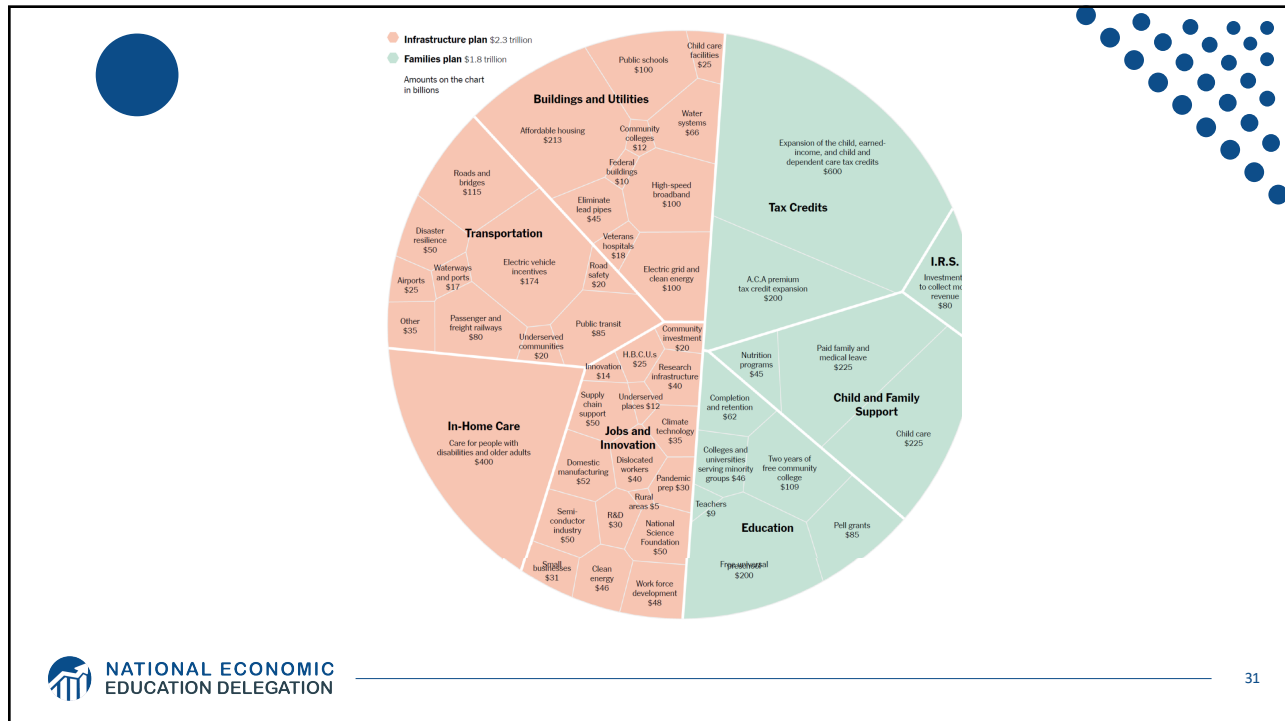 Infrastructure plan $2.3 trillion
Families plan $1.8 trillion
Amounts on the chart
in billions
Buildings and Utilities
Public schools
$100
Child care
facilities
$25
Affordable housing
$213
Community
colleges
$12
Water
systems
$66
Federal
buildings
$10
High-speed
broadband
$100
Eliminate
lead pipes
$45
Veterans
hospitals
$18
Electric grid and
clean energy
$100
Transportation
Roads and
bridges
$115
Disaster
resilience
$50
Electric vehicle
incentives
$174
Road
safety
$20
Airports
$25
Waterways
and ports
$17
Other
$35
Passenger and
freight railways
$80
Underserved
communities
$20
Public transit
$85
In-Home Care
Care for people with
disabilities and older adults
$400
Jobs and
Innovation
Community
investment
$20
H.B.C.U.s
$25
Innovation
$14
Research
infrastructure
$40
Supply
chain
support
$50
Underserved
places $12
Climate
technology
$35
Domestic
manufacturing
$52
Dislocated
workers
$40
Pandemic
prep $30
Rural
areas $5
Semi-
conductor
industry
$50
R&D
$30
National
Science
Foundation
$50
Small
businesses
$31
Clean
energy
$46
Work force
development
$48
Tax Credits
Expansion of the child, earned-
income, and child and
dependent care tax credits
$600
A.C.A premium
tax credit expansion
$200
I.R.S.
Investment
to collect mo
revenue
$80
Child and Family
Support
Nutrition
programs
$45
Paid family and
medical leave
$225
Child care
$225
Education
Completion
and retention
$62
Colleges and
universities
serving minority
groups $46
Two years of
free community
college
$109
Teachers
$9
Pell grants
$85
Free universal
preschool
$200
NATIONAL ECONOMIC
EDUCATION DELEGATION
31